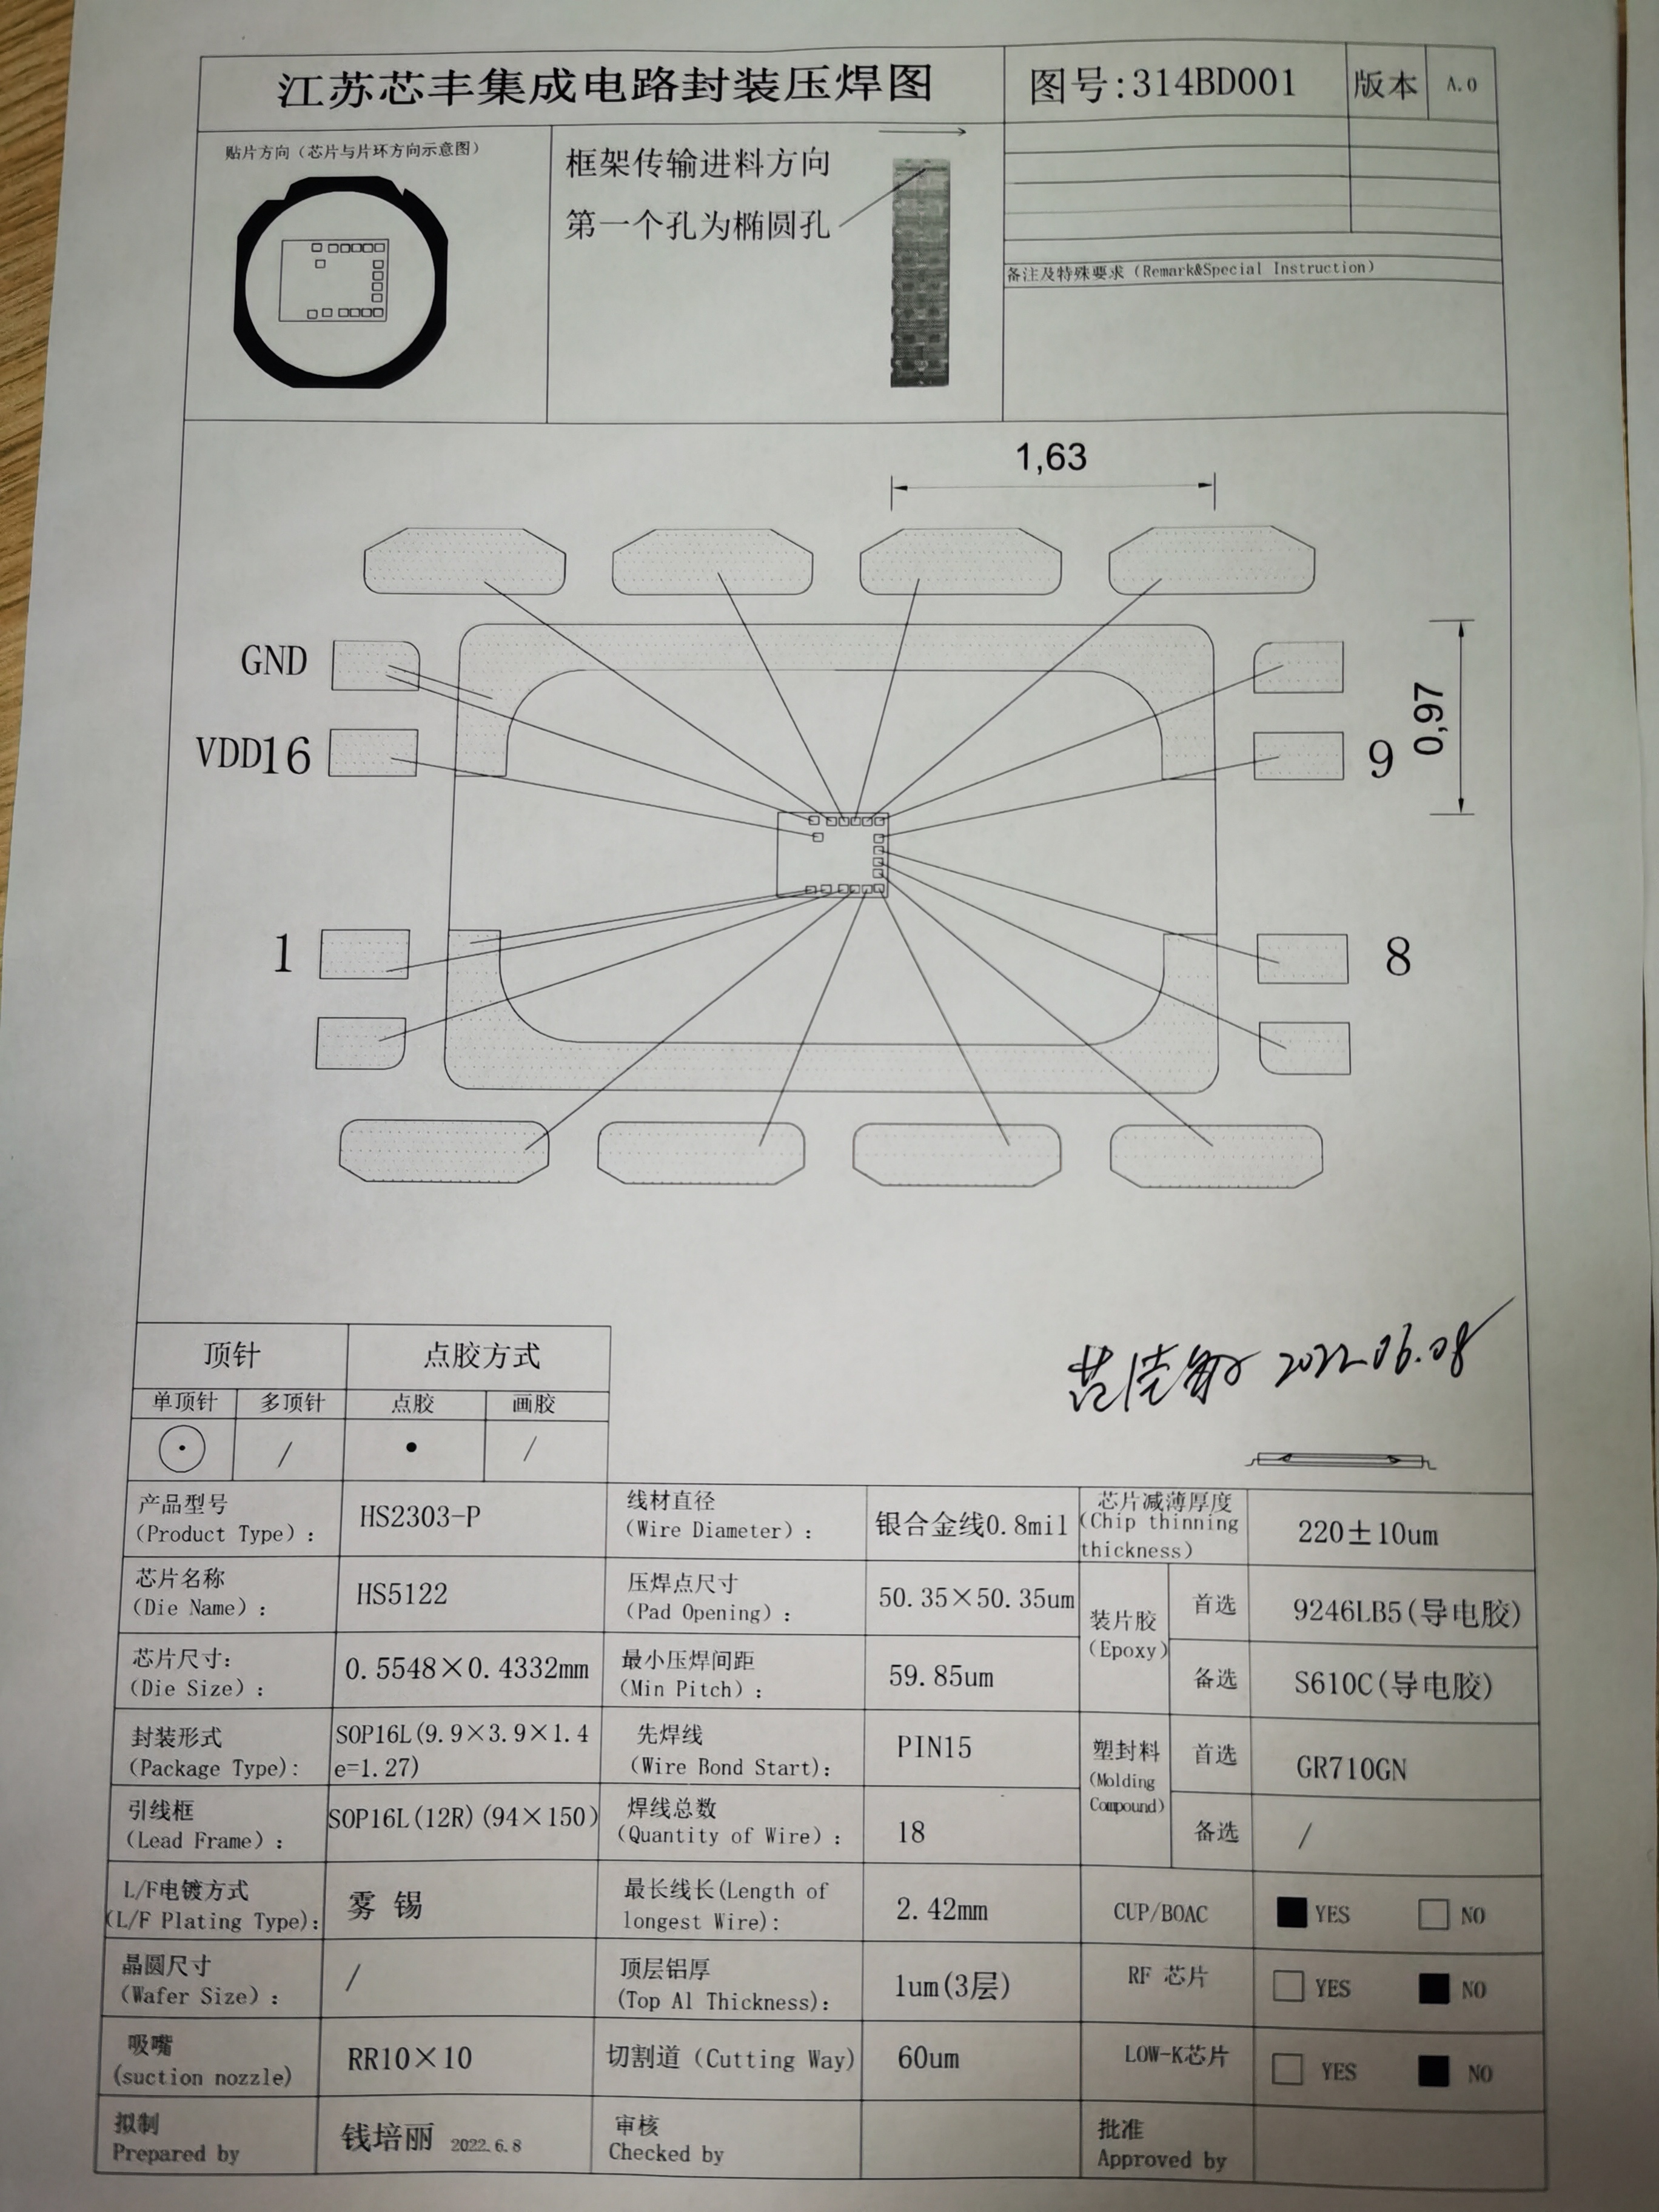 江苏芯丰集成电路封装压焊图
图号:314BD001
版本
A.0
贴片方向（芯片与片环方向示意图）
框架传输进料方向
第一个孔为椭圆孔
备注及特殊要求（Remark&Special Instruction）
1,63
GND
VDD16
9
0,97
1
8
顶针
点胶方式
单顶针
多顶针
点胶
画胶
/
/
2022.06.08
产品型号
(Product Type)：
HS2303-P
线材直径
(Wire Diameter)：
银合金线0.8mil
芯片减薄厚度
(Chip thinning
thickness)
220±10um
芯片名称
(Die Name)：
HS5122
压焊点尺寸
(Pad Opening)：
50.35×50.35um
装片胶
(Epoxy)
首选
9246LB5(导电胶)
芯片尺寸:
(Die Size)：
0.5548×0.4332mm
最小压焊间距
(Min Pitch)：
59.85um
备选
S610C(导电胶)
封装形式
(Package Type):
SOP16L(9.9×3.9×1.4
e=1.27)
先焊线
(Wire Bond Start):
PIN15
塑封料
(Molding
Compound)
首选
GR710GN
引线框
(Lead Frame)：
SOP16L(12R)(94×150)
焊线总数
(Quantity of Wire)：
18
备选
/
L/F电镀方式
(L/F Plating Type):
雾 锡
最长线长(Length of
longest Wire):
2.42mm
CUP/BOAC
YES
NO
晶圆尺寸
(Wafer Size)：
/
顶层铝厚
(Top Al Thickness):
1um(3层)
RF 芯片
YES
NO
吸嘴
(suction nozzle)
RR10×10
切割道（Cutting Way)
60um
LOW-K芯片
YES
NO
拟制
Prepared by
钱培丽 2022.6.8
审核
Checked by
批准
Approved by